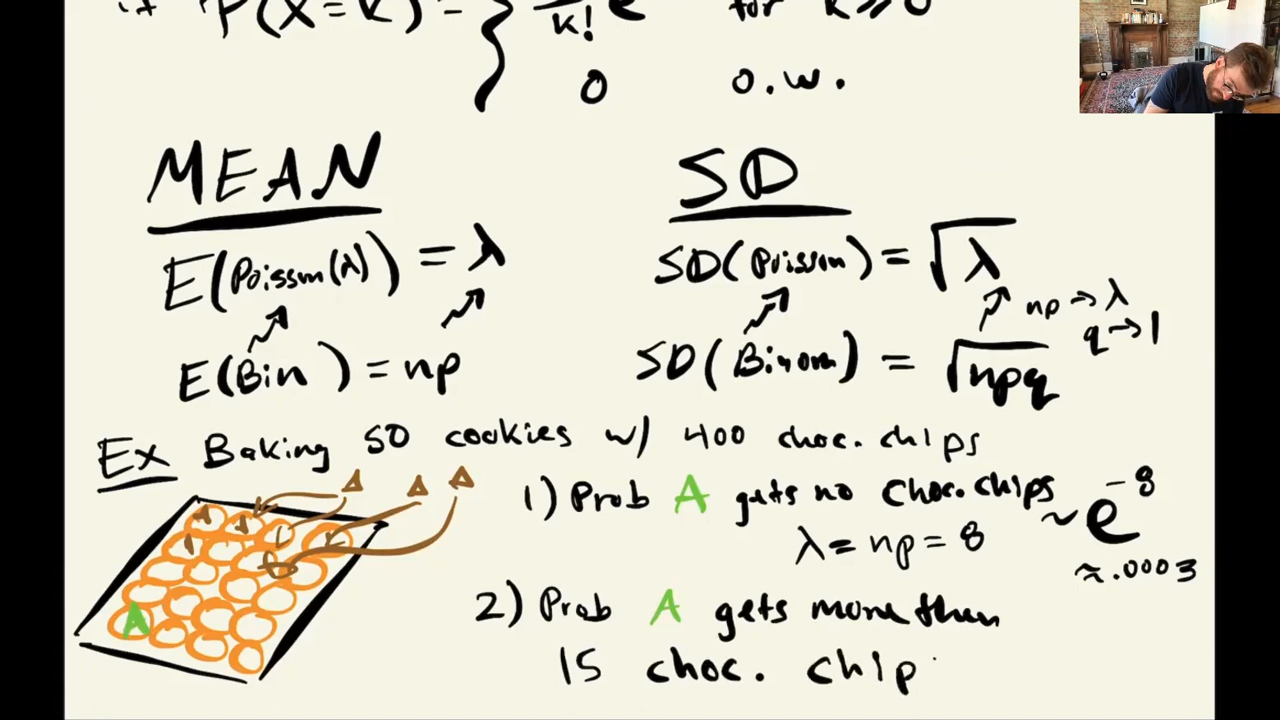 if P(X=k) = { /k! e for k≥0
0 o.w.
MEAN
E(Poisson(λ)) = λ
E(Bin) = np
SD
SD(Poisson) = √λ
np → λ
q → 1
SD(Binom) = √npq
Ex Baking 50 cookies w/ 400 choc. chips
1) Prob A gets no choc. chips ~ e^-8
λ = np = 8
≈ .0003
2) Prob A gets more than
15 choc. chip
A